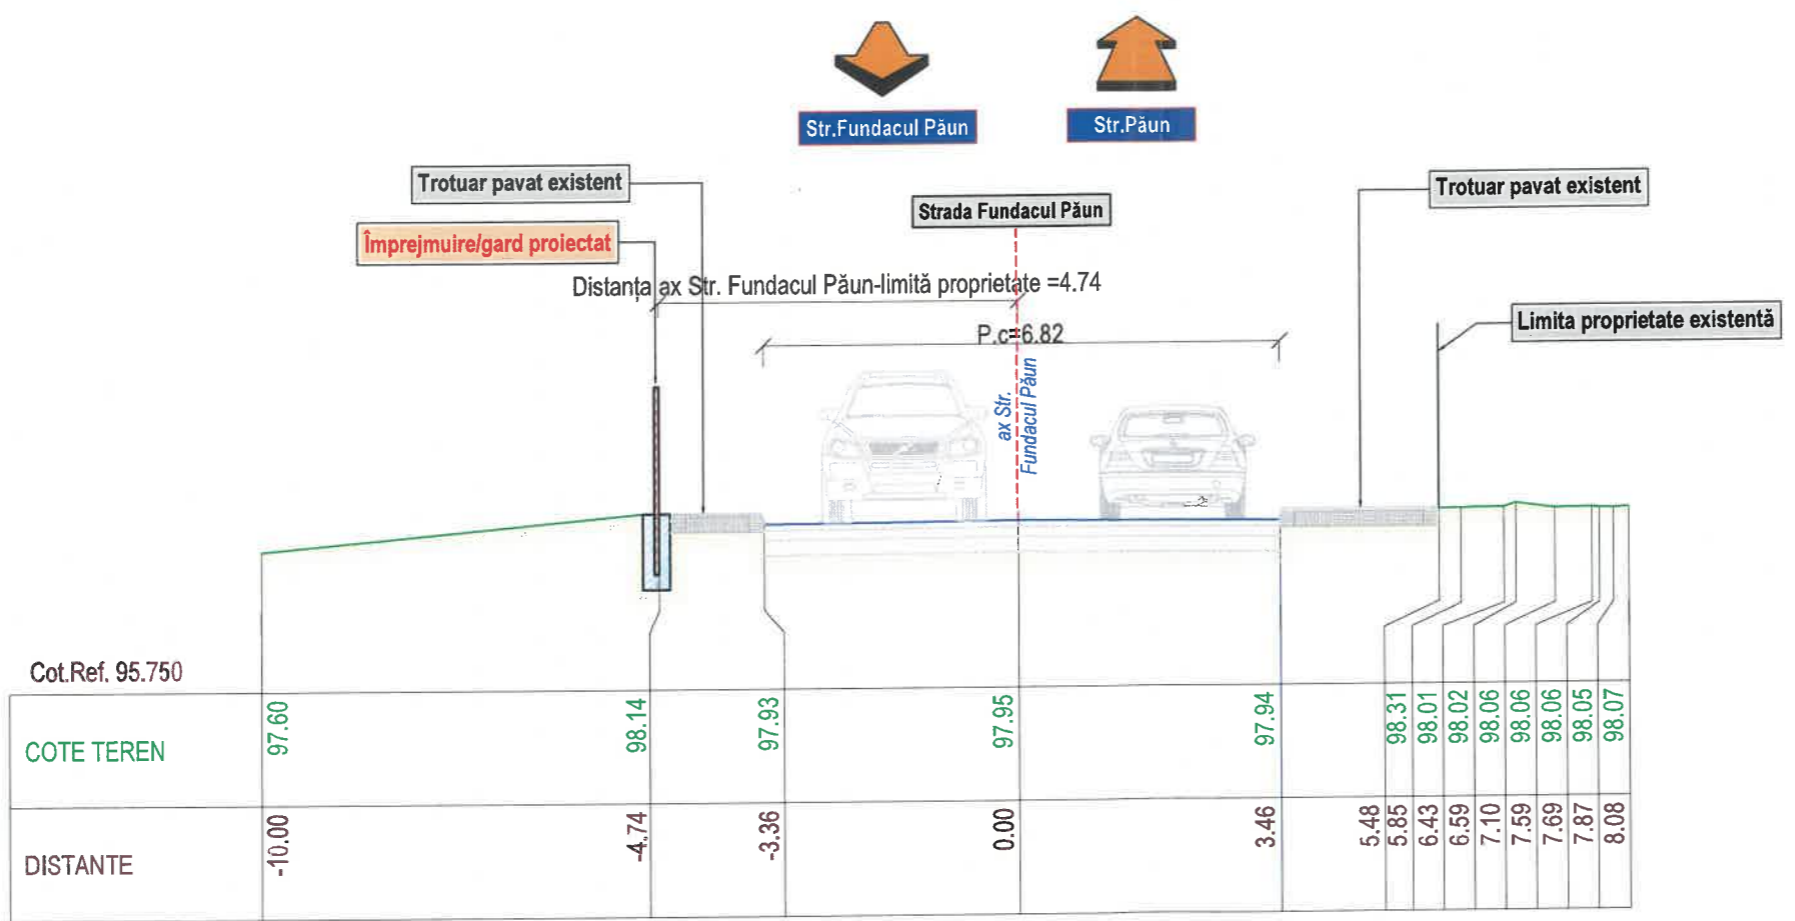 Str.Fundacul Păun
Str.Păun
Trotuar pavat existent
Trotuar pavat existent
Strada Fundacul Păun
Împrejmuire/gard proiectat
Distanța ax Str. Fundacul Păun-limită proprietate =4.74
Limita proprietate existentă
P.c=6.82
ax Str.
Fundacul Păun
Cot.Ref. 95.750
COTE TEREN 97.60 98.14 97.93 97.95 97.94 98.31 98.01 98.02 98.06 98.06 98.06 98.05 98.07
DISTANTE -10.00 -4.74 -3.36 0.00 3.46 5.48 5.85 6.43 6.59 7.10 7.59 7.69 7.87 8.08